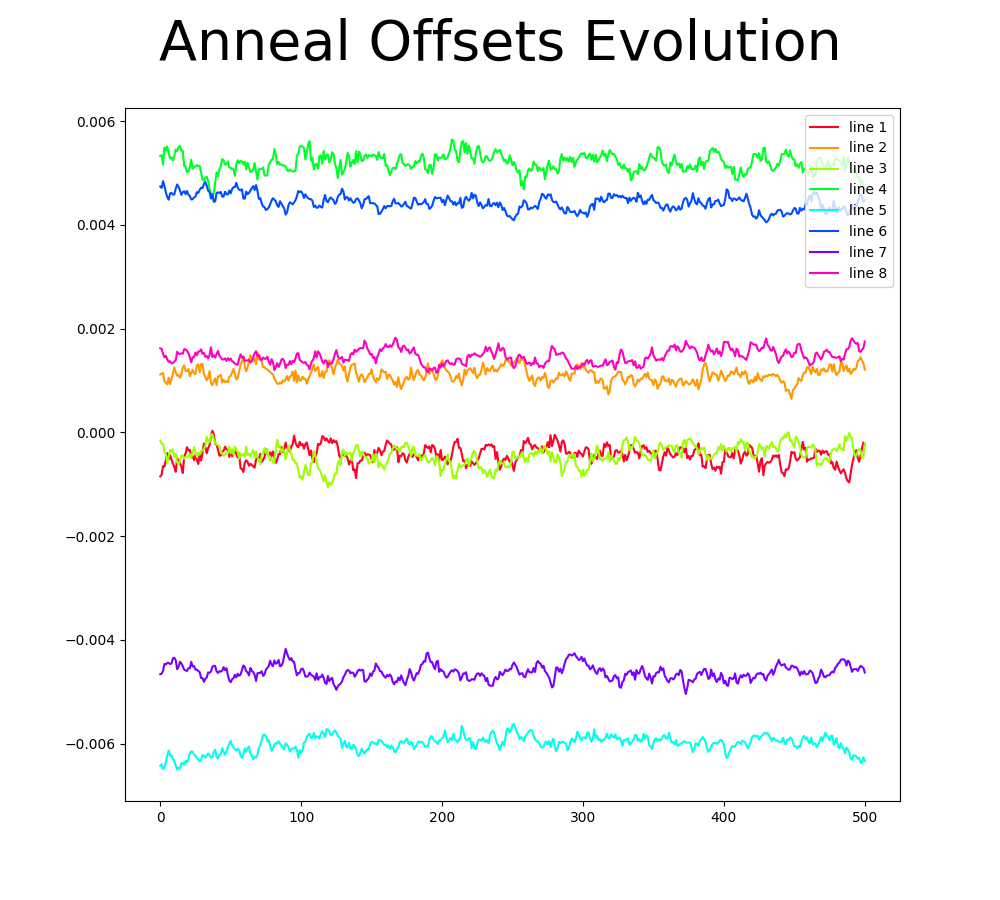 Anneal Offsets Evolution
0.006
0.004
0.002
0.000
−0.002
−0.004
−0.006
0 100 200 300 400 500
line 1
line 2
line 3
line 4
line 5
line 6
line 7
line 8